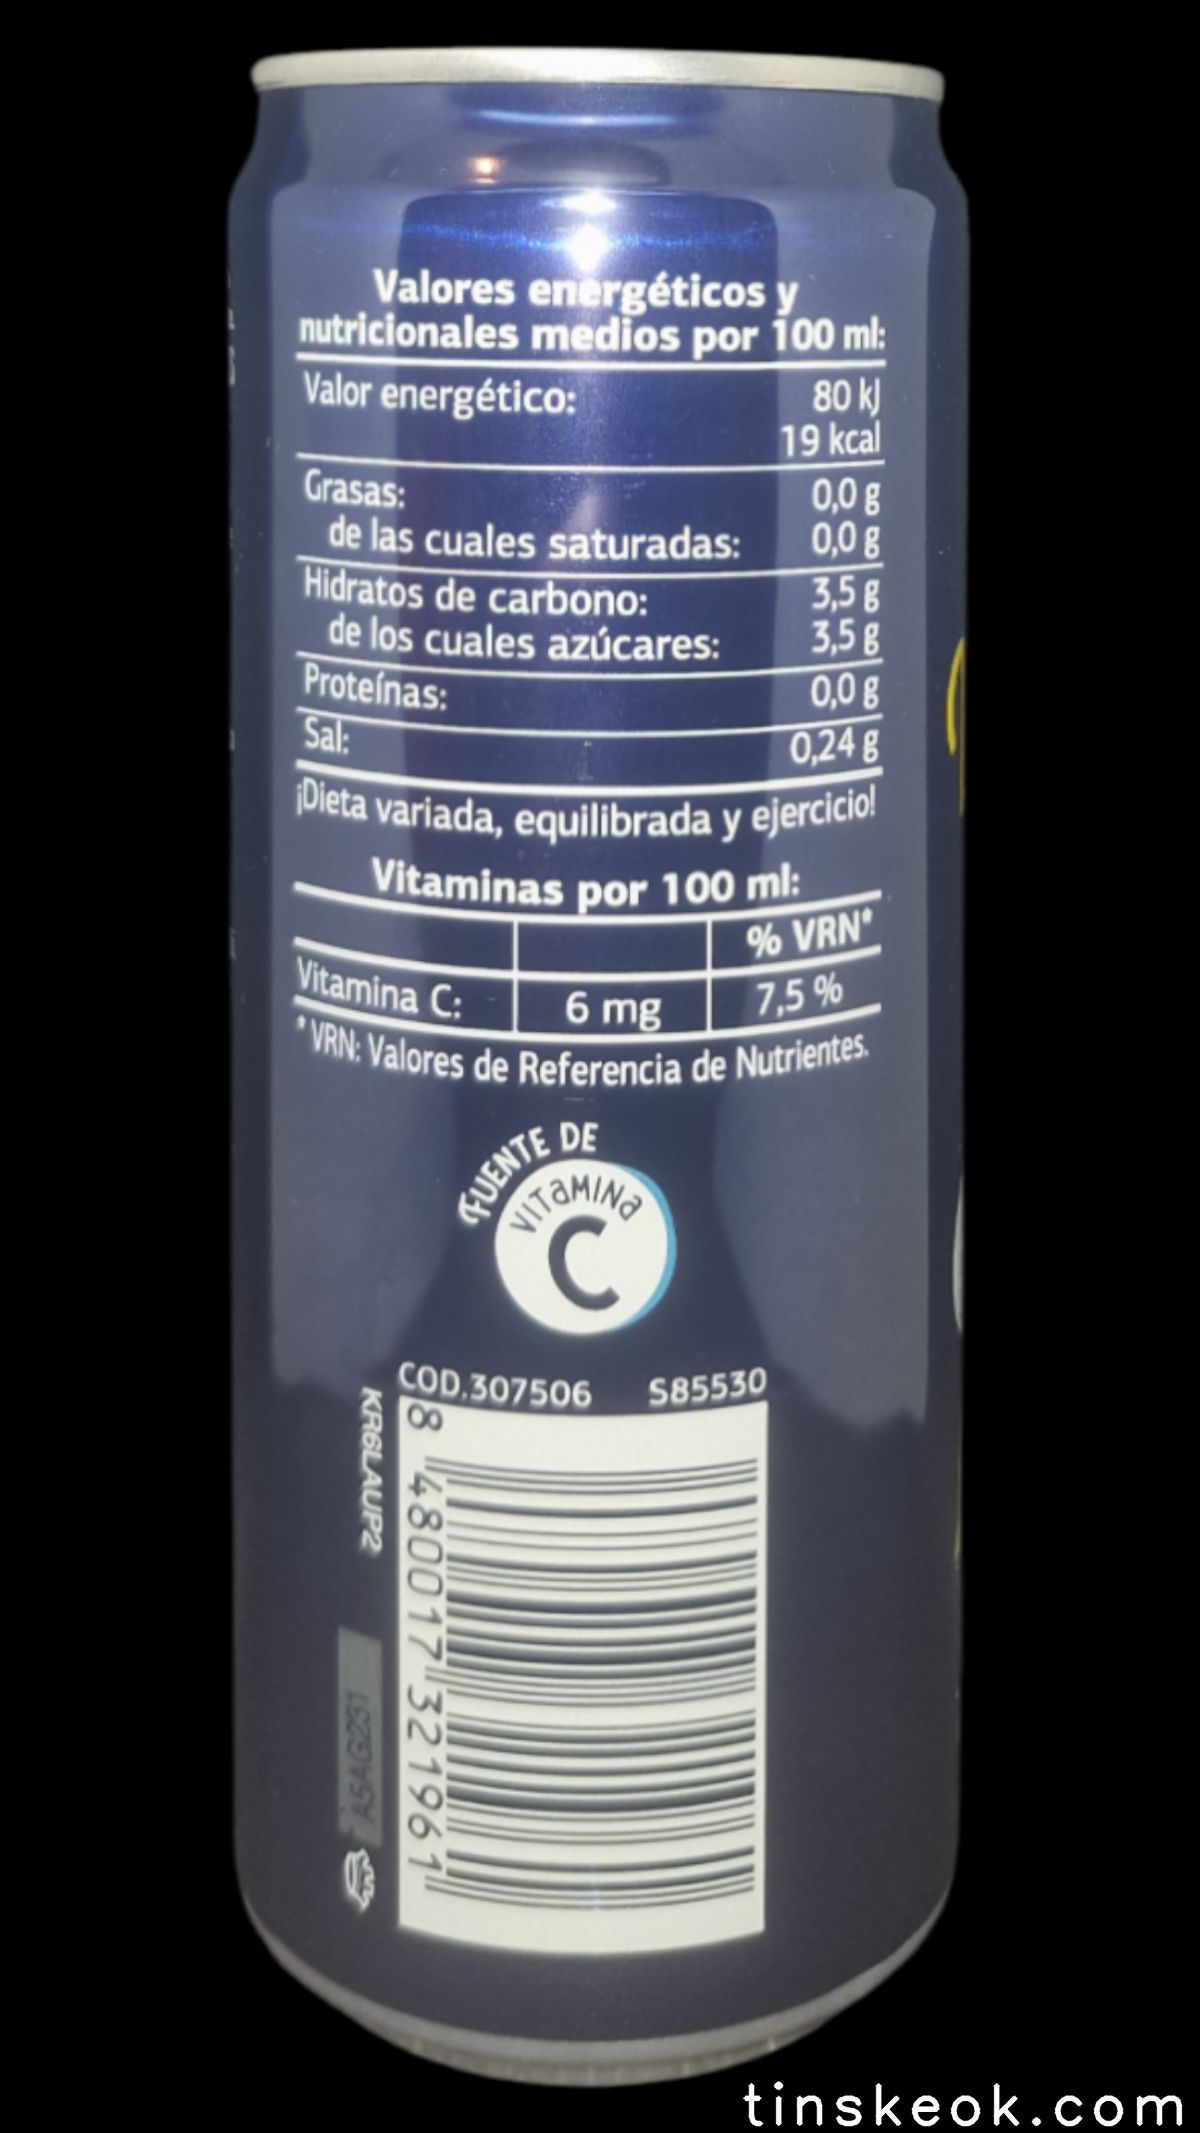 Valores energéticos y
nutricionales medios por 100 ml:
Valor energético: 80 kJ
19 kcal
Grasas: 0,0 g
de las cuales saturadas: 0,0 g
Hidratos de carbono: 3,5 g
de los cuales azúcares: 3,5 g
Proteínas: 0,0 g
Sal: 0,24 g
¡Dieta variada, equilibrada y ejercicio!
Vitaminas por 100 ml:
% VRN*
Vitamina C: 6 mg 7,5 %
* VRN: Valores de Referencia de Nutrientes.
FUENTE DE
VITaMINa
C
COD.307506 S85530
KR6LAUP2
A5AG231
8 480017 321961
tinskeok.com